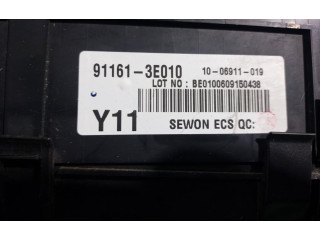 91161-3E010 10-06911-019
LOT NO : BE0100609150438
Y11 SEWON ECS QC: